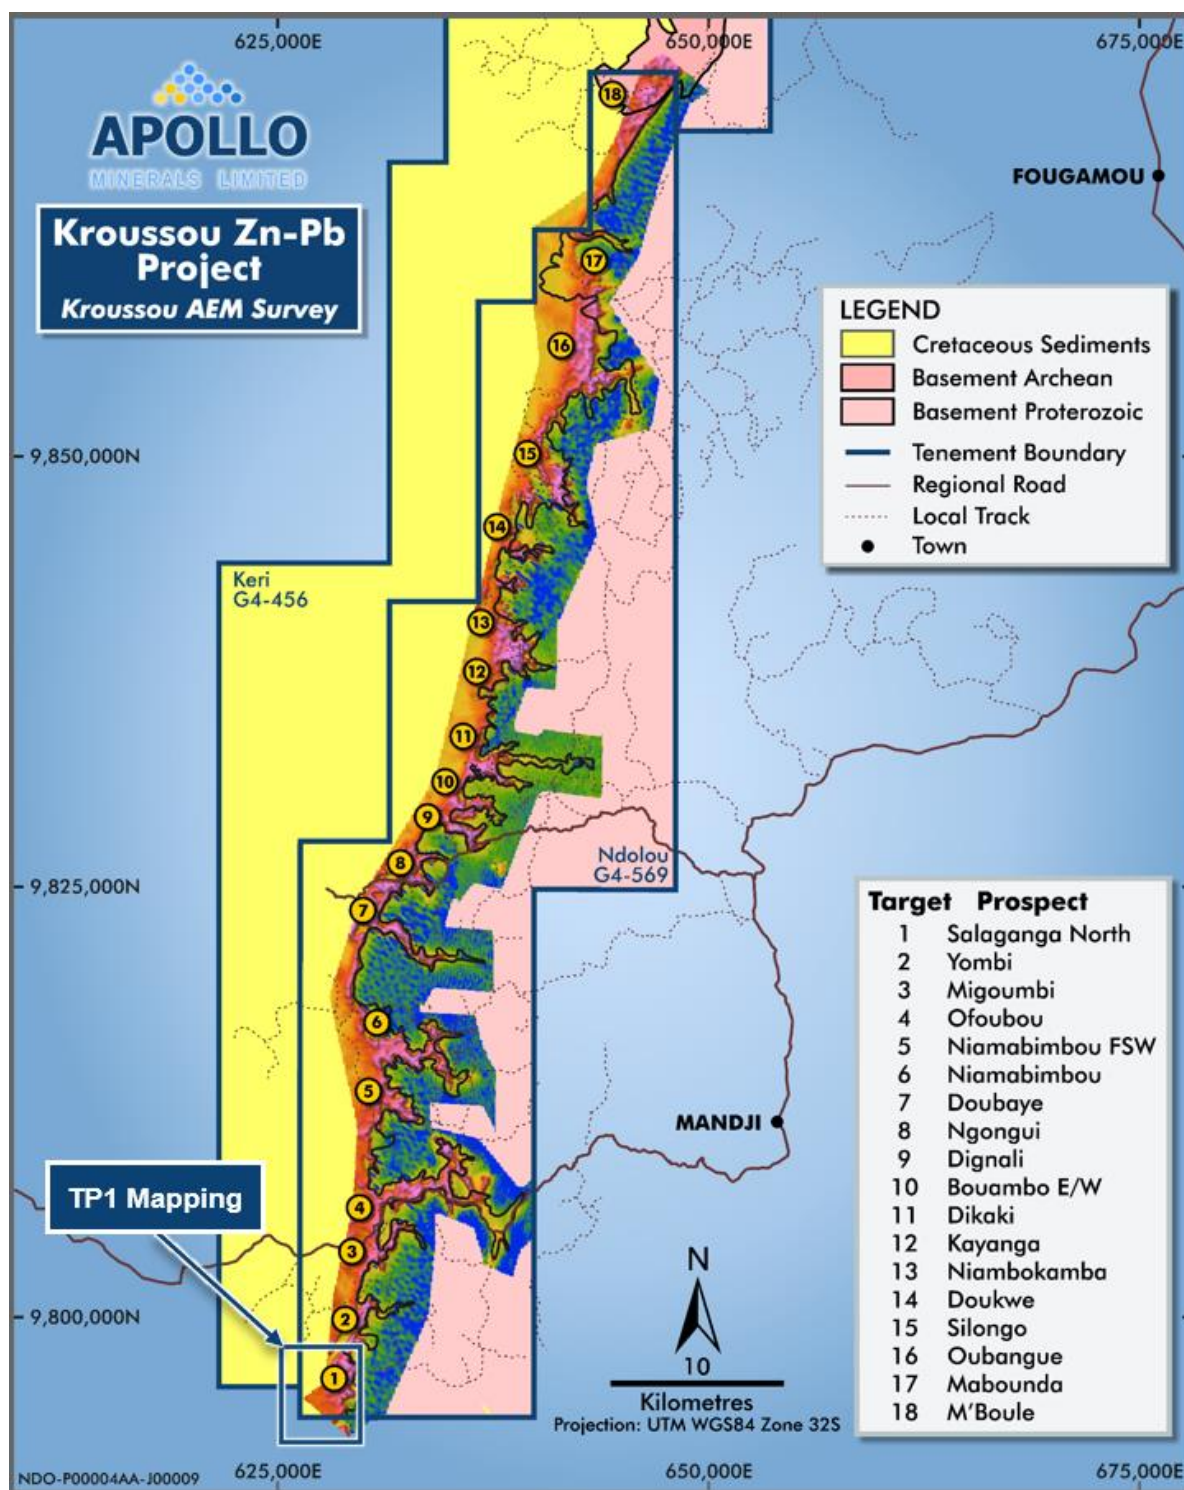 625,000E
650,000E
675,000E
APOLLO
MINERALS LIMITED
Kroussou Zn-Pb
Project
Kroussou AEM Survey
18
FOUGAMOU
17
16
LEGEND
Cretaceous Sediments
Basement Archean
Basement Proterozoic
Tenement Boundary
Regional Road
Local Track
Town
9,850,000N
15
14
Keri
G4-456
13
12
11
10
9
8
Ndolou
G4-569
9,825,000N
7
6
5
4
3
2
1
MANDJI
TP1 Mapping
9,800,000N
Target Prospect
1 Salaganga North
2 Yombi
3 Migoumbi
4 Ofoubou
5 Niamabimbou FSW
6 Niamabimbou
7 Doubaye
8 Ngongui
9 Dignali
10 Bouambo E/W
11 Dikaki
12 Kayanga
13 Niambokamba
14 Doukwe
15 Silongo
16 Oubangue
17 Mabounda
18 M'Boule
N
10
Kilometres
Projection: UTM WGS84 Zone 32S
NDO-P00004AA-J00009
625,000E
650,000E
675,000E